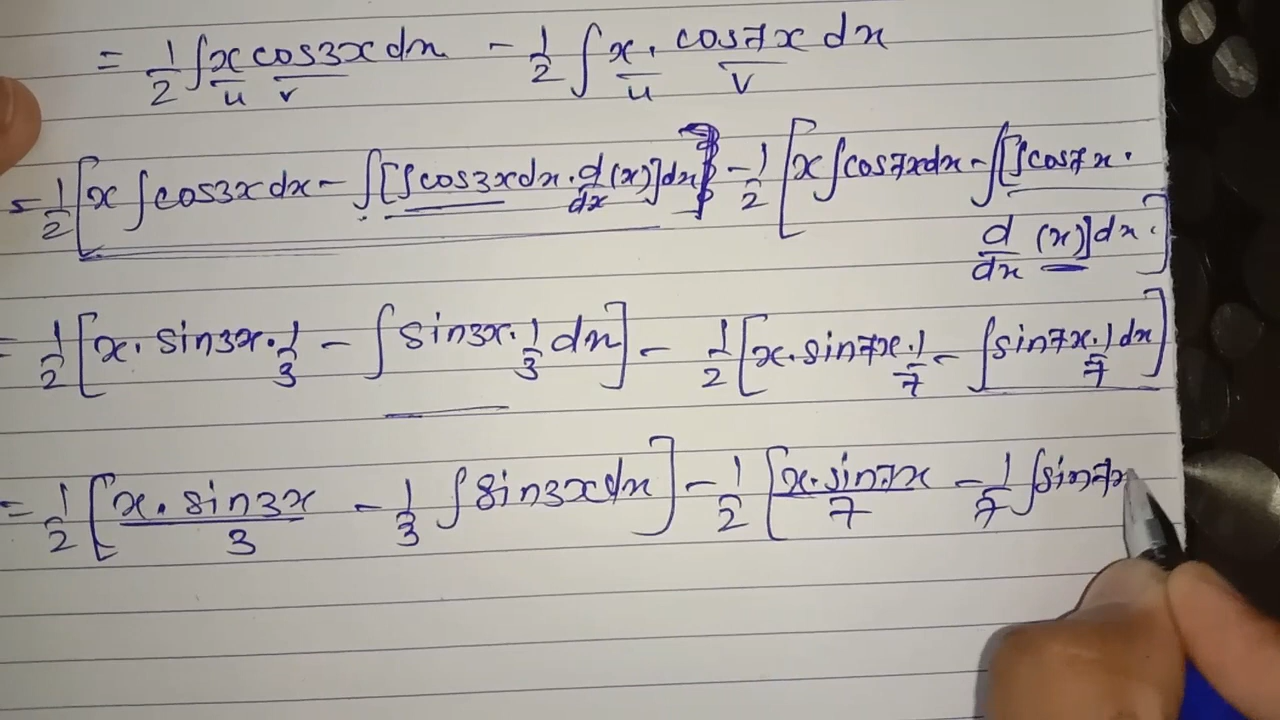 = 1/2 ∫ x cos3x dx - 1/2 ∫ x . cos7x dx
u v u v
= 1/2 [x ∫ cos3x dx - ∫ [∫ cos3x dx . d/dx (x)] dx] - 1/2 [x ∫ cos7x dx - ∫ [∫ cos7x .
d/dx (x)] dx . ]
= 1/2 [x . sin3x . 1/3 - ∫ sin3x . 1/3 dx] - 1/2 [x . sin7x . 1/7 - ∫ sin7x . 1/7 dx]
= 1/2 [x . sin3x/3 - 1/3 ∫ sin3x dx] - 1/2 [x . sin7x/7 - 1/7 ∫ sin7x